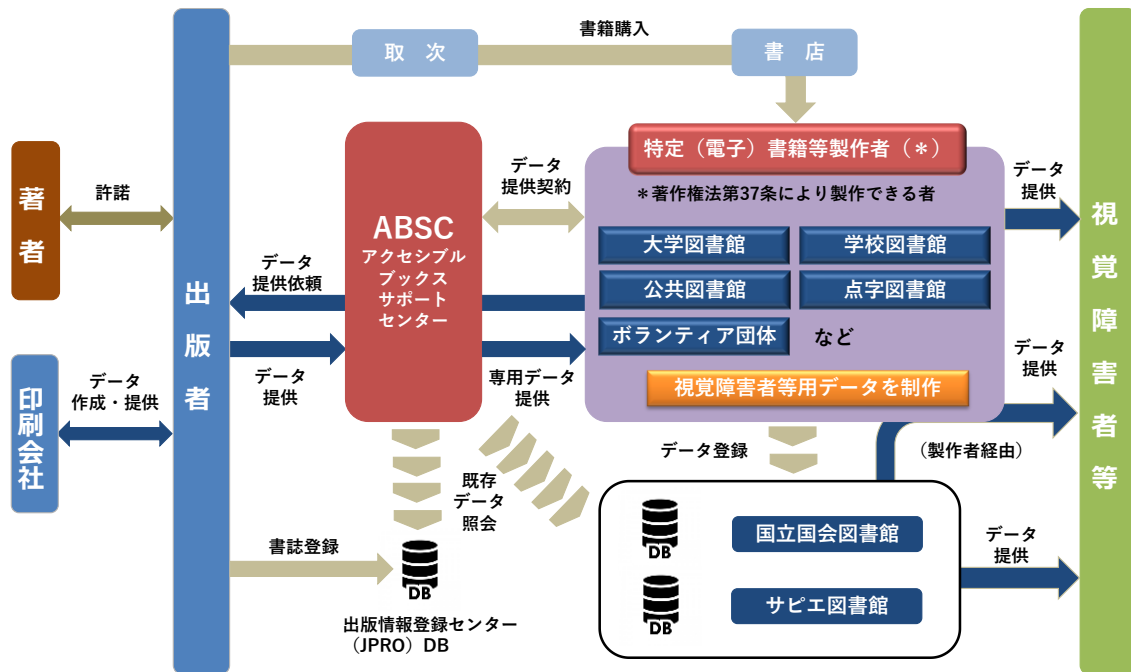 書籍購入
取次
書店
著者
許諾
出版者
印刷会社
データ
作成・提供
ABSC
アクセシブル
ブックス
サポート
センター
データ
提供契約
データ
提供依頼
データ
提供
専用データ
提供
特定（電子）書籍等製作者（＊）
＊著作権法第37条により製作できる者
大学図書館
学校図書館
公共図書館
点字図書館
ボランティア団体
など
視覚障害者等用データを制作
データ
提供
データ
提供
視覚障害者等
データ登録
（製作者経由）
既存
データ
照会
書誌登録
DB
出版情報登録センター
（JPRO）DB
DB
国立国会図書館
DB
サピエ図書館
データ
提供